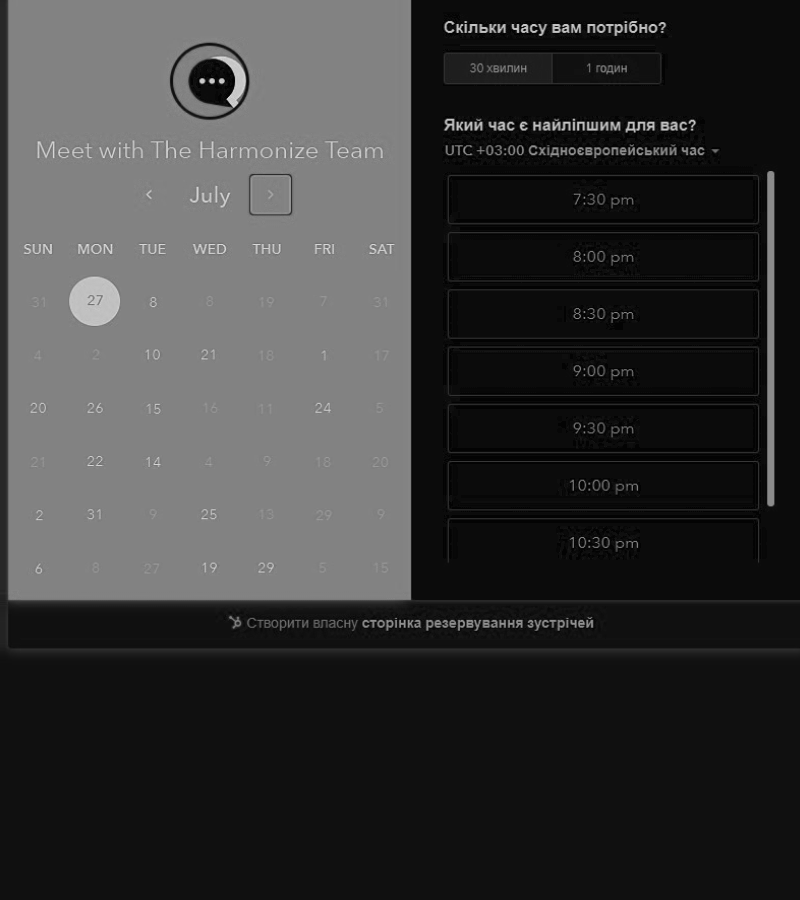 Meet with The Harmonize Team
July
SUN MON TUE WED THU FRI SAT
31 27 8 8 19 7 31
4 2 10 21 18 1 17
20 26 15 16 11 24 5
21 22 14 4 9 18 20
2 31 9 25 13 29 9
6 8 27 19 29 5 15
Скільки часу вам потрібно?
30 хвилин 1 годин
Який час є найліпшим для вас?
UTC +03:00 Східноєвропейський час
7:30 pm
8:00 pm
8:30 pm
9:00 pm
9:30 pm
10:00 pm
10:30 pm
Створити власну сторінка резервування зустрічей